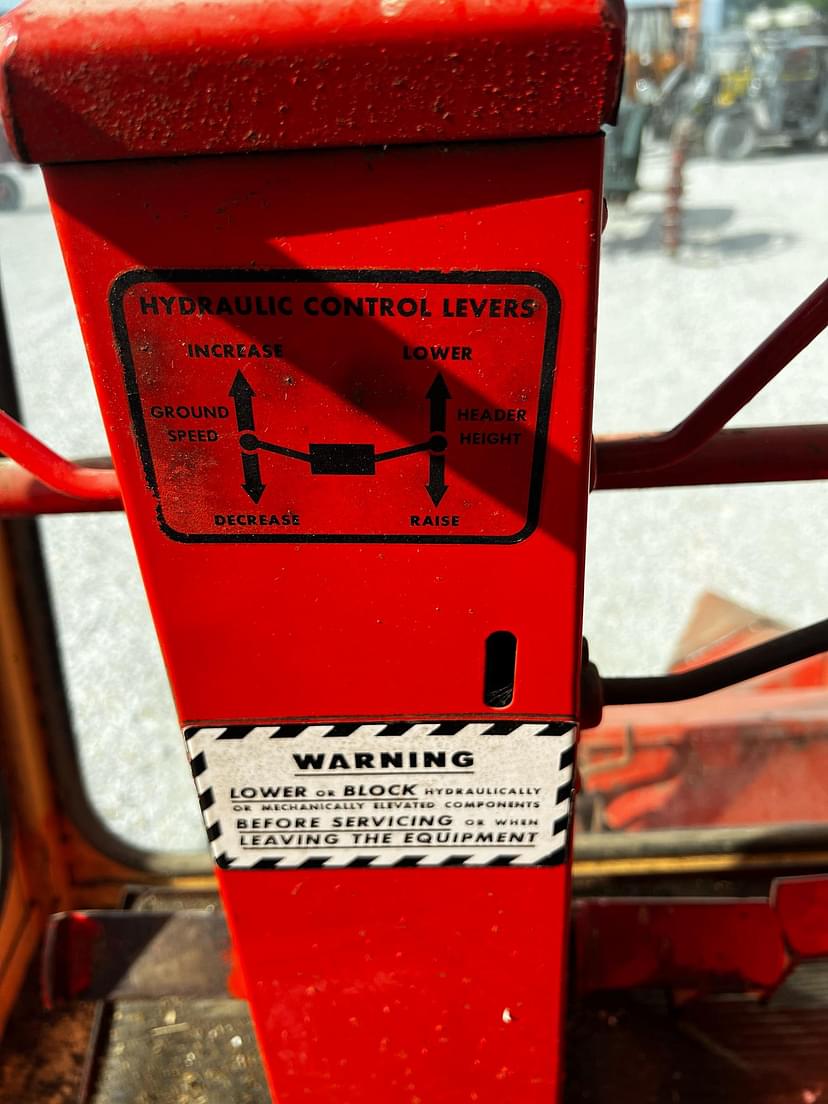 HYDRAULIC CONTROL LEVERS
INCREASE LOWER
GROUND HEADER
SPEED HEIGHT
DECREASE RAISE
WARNING
LOWER OR BLOCK HYDRAULICALLY
OR MECHANICALLY ELEVATED COMPONENTS
BEFORE SERVICING OR WHEN
LEAVING THE EQUIPMENT